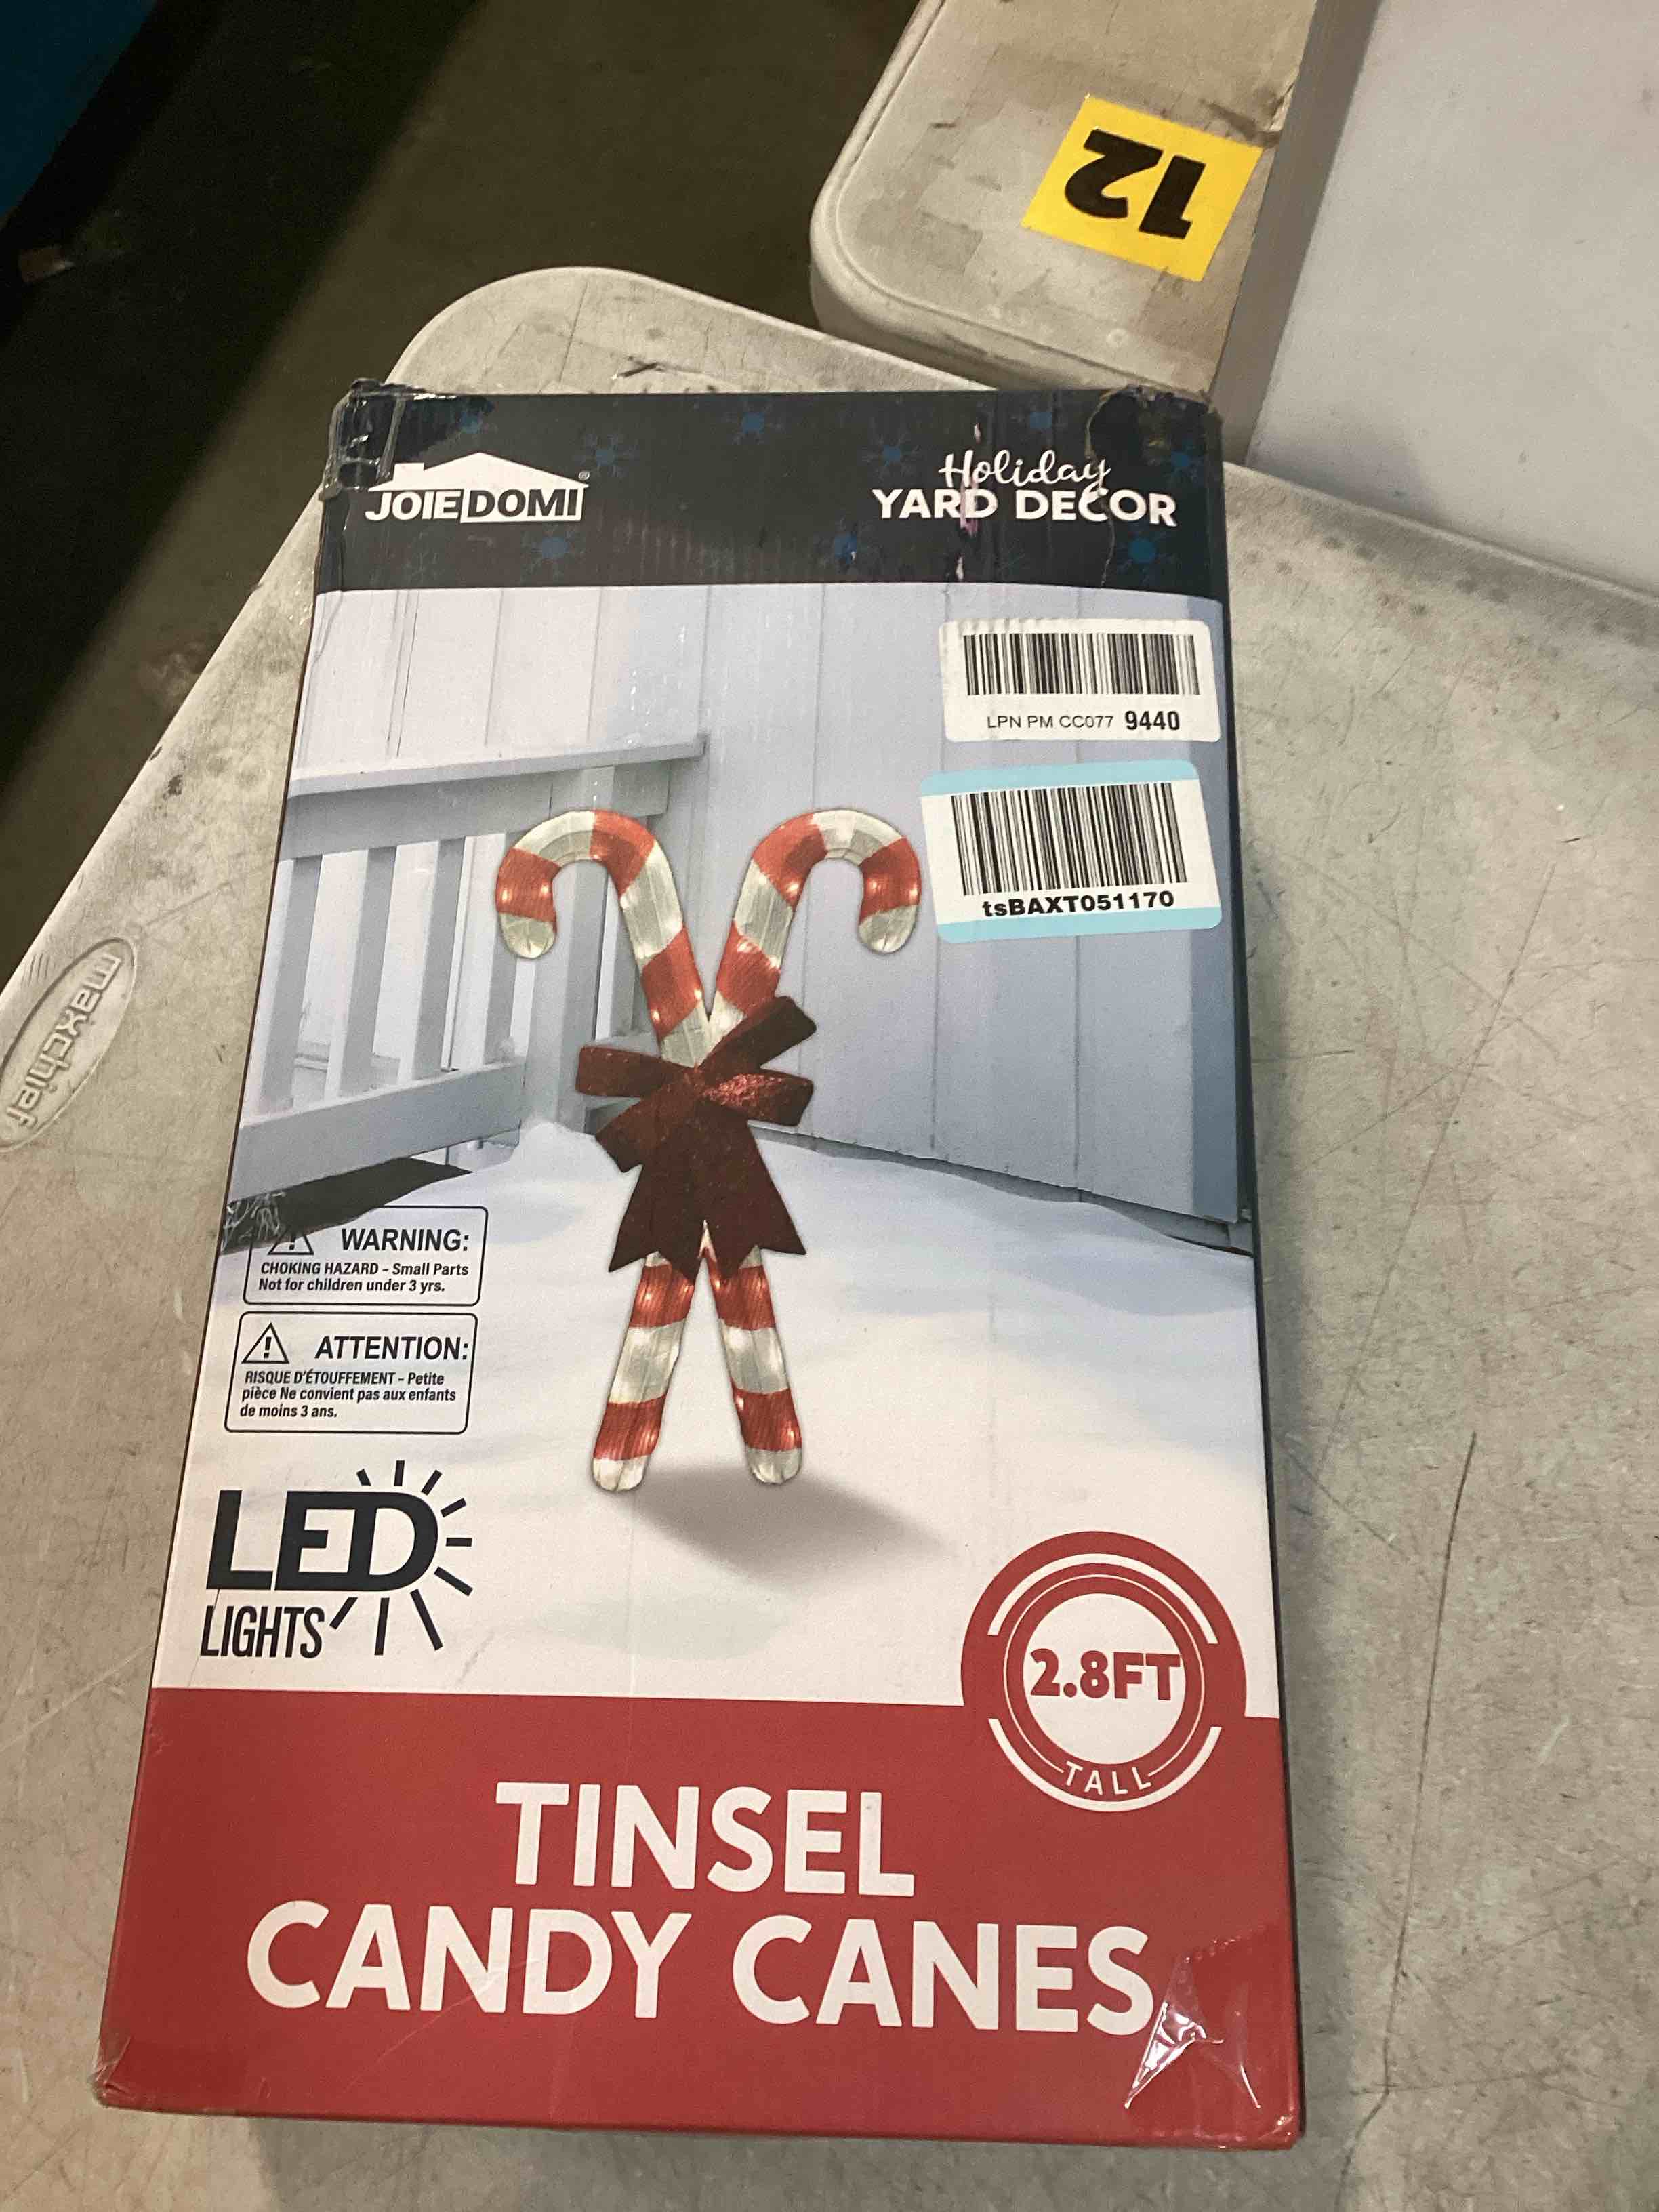 12
JOIEDOMI®
Holiday
YARD DECOR
LPN PM CC077 9440
tsBAXT051170
maxchief
WARNING:
CHOKING HAZARD – Small Parts
Not for children under 3 yrs.
ATTENTION:
RISQUE D'ÉTOUFFEMENT – Petite
pièce Ne convient pas aux enfants
de moins 3 ans.
LED
LIGHTS
2.8FT
TALL
TINSEL
CANDY CANES